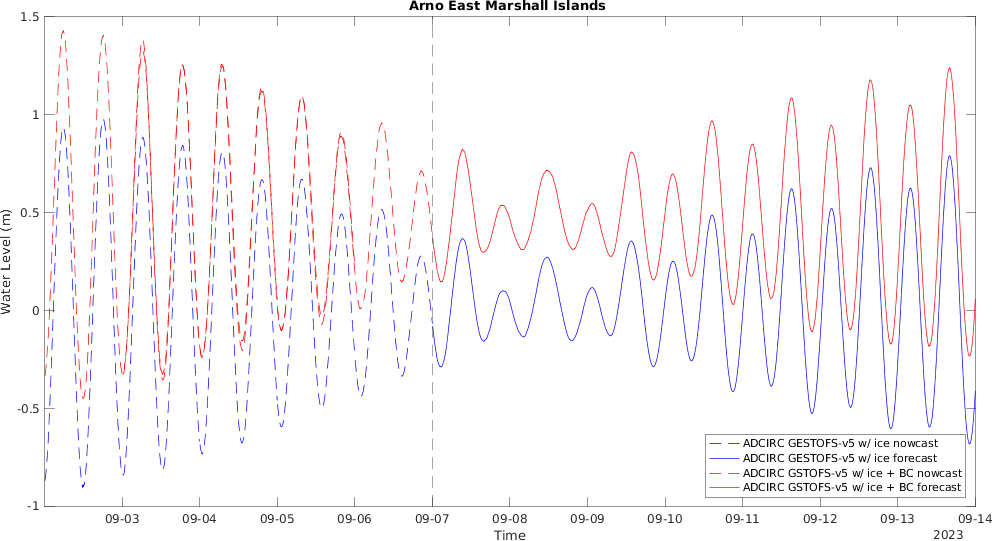 Arno East Marshall Islands
1.5
1
0.5
0
-0.5
-1
Water Level (m)
09-03 09-04 09-05 09-06 09-07 09-08 09-09 09-10 09-11 09-12 09-13 09-14
Time
2023
ADCIRC GESTOFS-v5 w/ ice nowcast
ADCIRC GESTOFS-v5 w/ ice forecast
ADCIRC GSTOFS-v5 w/ ice + BC nowcast
ADCIRC GSTOFS-v5 w/ ice + BC forecast